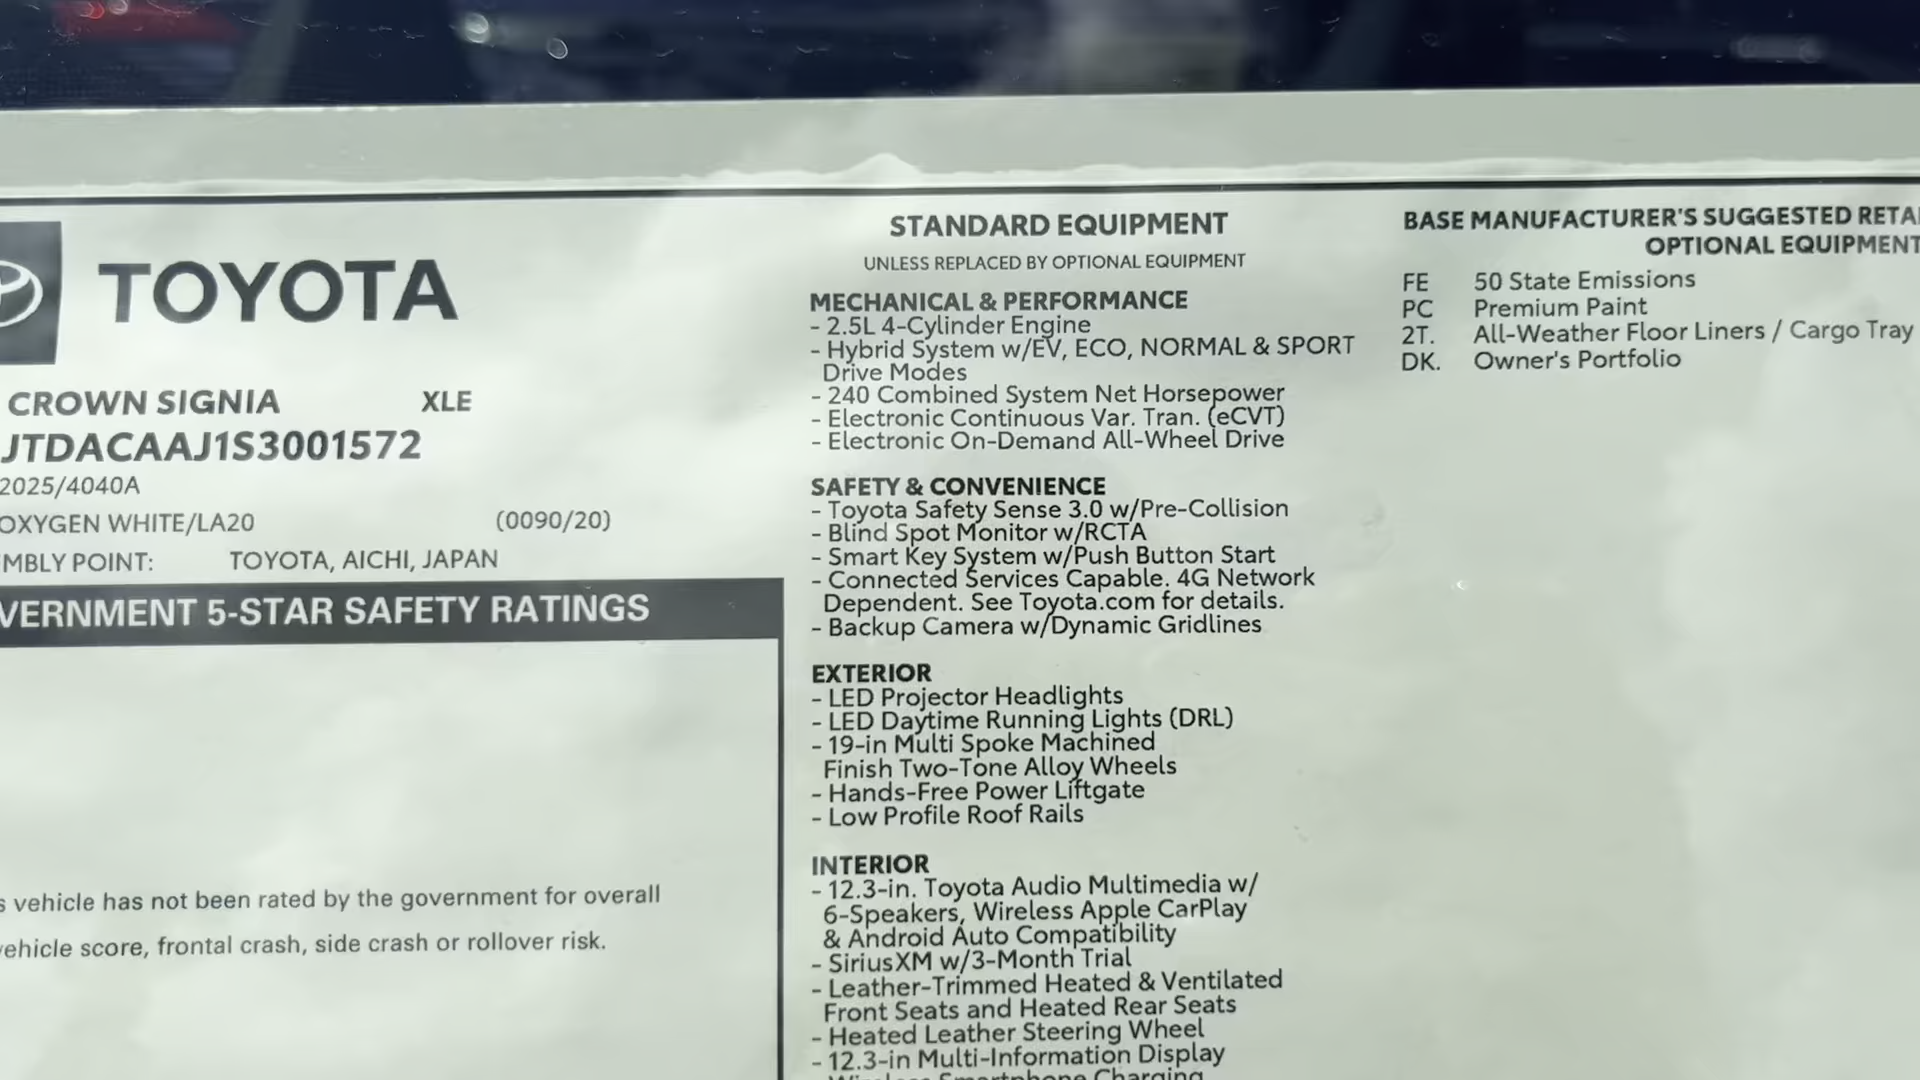 TOYOTA
CROWN SIGNIA XLE
JTDACAAJ1S3001572
2025/4040A
OXYGEN WHITE/LA20 (0090/20)
MBLY POINT: TOYOTA, AICHI, JAPAN
VERNMENT 5-STAR SAFETY RATINGS
s vehicle has not been rated by the government for overall
vehicle score, frontal crash, side crash or rollover risk.
STANDARD EQUIPMENT
UNLESS REPLACED BY OPTIONAL EQUIPMENT
MECHANICAL & PERFORMANCE
- 2.5L 4-Cylinder Engine
- Hybrid System w/EV, ECO, NORMAL & SPORT
Drive Modes
- 240 Combined System Net Horsepower
- Electronic Continuous Var. Tran. (eCVT)
- Electronic On-Demand All-Wheel Drive
SAFETY & CONVENIENCE
- Toyota Safety Sense 3.0 w/Pre-Collision
- Blind Spot Monitor w/RCTA
- Smart Key System w/Push Button Start
- Connected Services Capable. 4G Network
Dependent. See Toyota.com for details.
- Backup Camera w/Dynamic Gridlines
EXTERIOR
- LED Projector Headlights
- LED Daytime Running Lights (DRL)
- 19-in Multi Spoke Machined
Finish Two-Tone Alloy Wheels
- Hands-Free Power Liftgate
- Low Profile Roof Rails
INTERIOR
- 12.3-in. Toyota Audio Multimedia w/
6-Speakers, Wireless Apple CarPlay
& Android Auto Compatibility
- SiriusXM w/3-Month Trial
- Leather-Trimmed Heated & Ventilated
Front Seats and Heated Rear Seats
- Heated Leather Steering Wheel
- 12.3-in Multi-Information Display
- Wireless Smartphone Charging
BASE MANUFACTURER'S SUGGESTED RETA
OPTIONAL EQUIPMENT
FE 50 State Emissions
PC Premium Paint
2T. All-Weather Floor Liners / Cargo Tray
DK. Owner's Portfolio